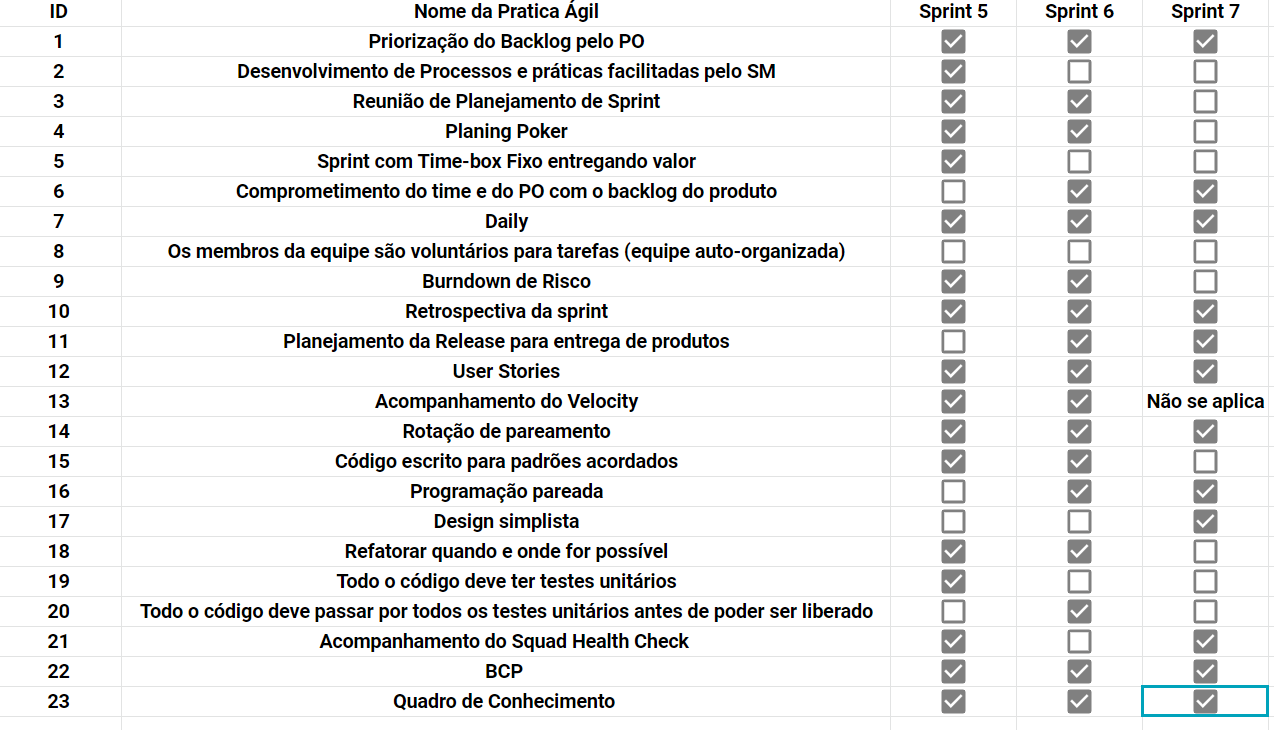 ID Nome da Pratica Ágil Sprint 5 Sprint 6 Sprint 7
1 Priorização do Backlog pelo PO
2 Desenvolvimento de Processos e práticas facilitadas pelo SM
3 Reunião de Planejamento de Sprint
4 Planing Poker
5 Sprint com Time-box Fixo entregando valor
6 Comprometimento do time e do PO com o backlog do produto
7 Daily
8 Os membros da equipe são voluntários para tarefas (equipe auto-organizada)
9 Burndown de Risco
10 Retrospectiva da sprint
11 Planejamento da Release para entrega de produtos
12 User Stories
13 Acompanhamento do Velocity Não se aplica
14 Rotação de pareamento
15 Código escrito para padrões acordados
16 Programação pareada
17 Design simplista
18 Refatorar quando e onde for possível
19 Todo o código deve ter testes unitários
20 Todo o código deve passar por todos os testes unitários antes de poder ser liberado
21 Acompanhamento do Squad Health Check
22 BCP
23 Quadro de Conhecimento